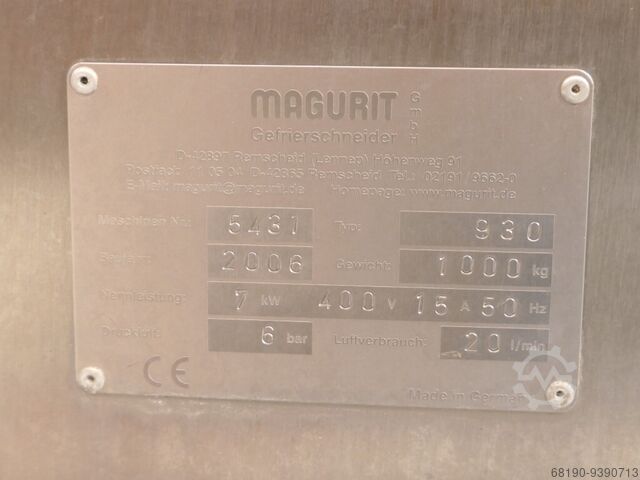 MAGURIT GmbH
Gefrierschneider
D-42897 Remscheid (Lennep) Höhenweg 91
Postfach 11 05 04 D-42865 Remscheid Tel.: 02191/9662-0
E-Mail: magurit@magurit.de Homepage: www.magurit.de
Maschinen Nr.: 5431 Typ: 930
Baujahr: 2006 Gewicht: 1000 kg
Nennleistung: 7 kW 400 V 15 A 50 Hz
Druckluft: 6 bar Luftverbrauch: 20 l/min
CE Made in German
68190-9390713